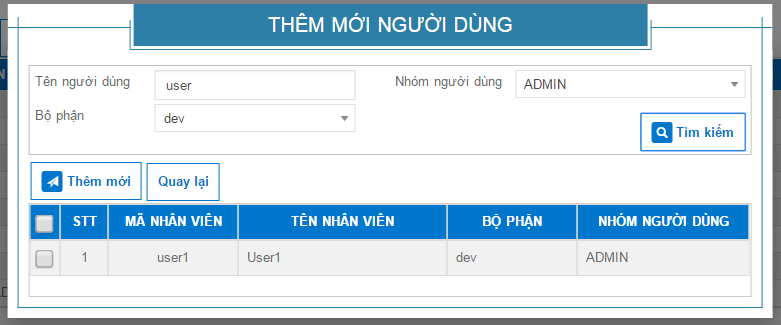 THÊM MỚI NGƯỜI DÙNG
Tên người dùng user Nhóm người dùng ADMIN
Bộ phận dev
Tìm kiếm
Thêm mới Quay lại
STT MÃ NHÂN VIÊN TÊN NHÂN VIÊN BỘ PHẬN NHÓM NGƯỜI DÙNG
1 user1 User1 dev ADMIN